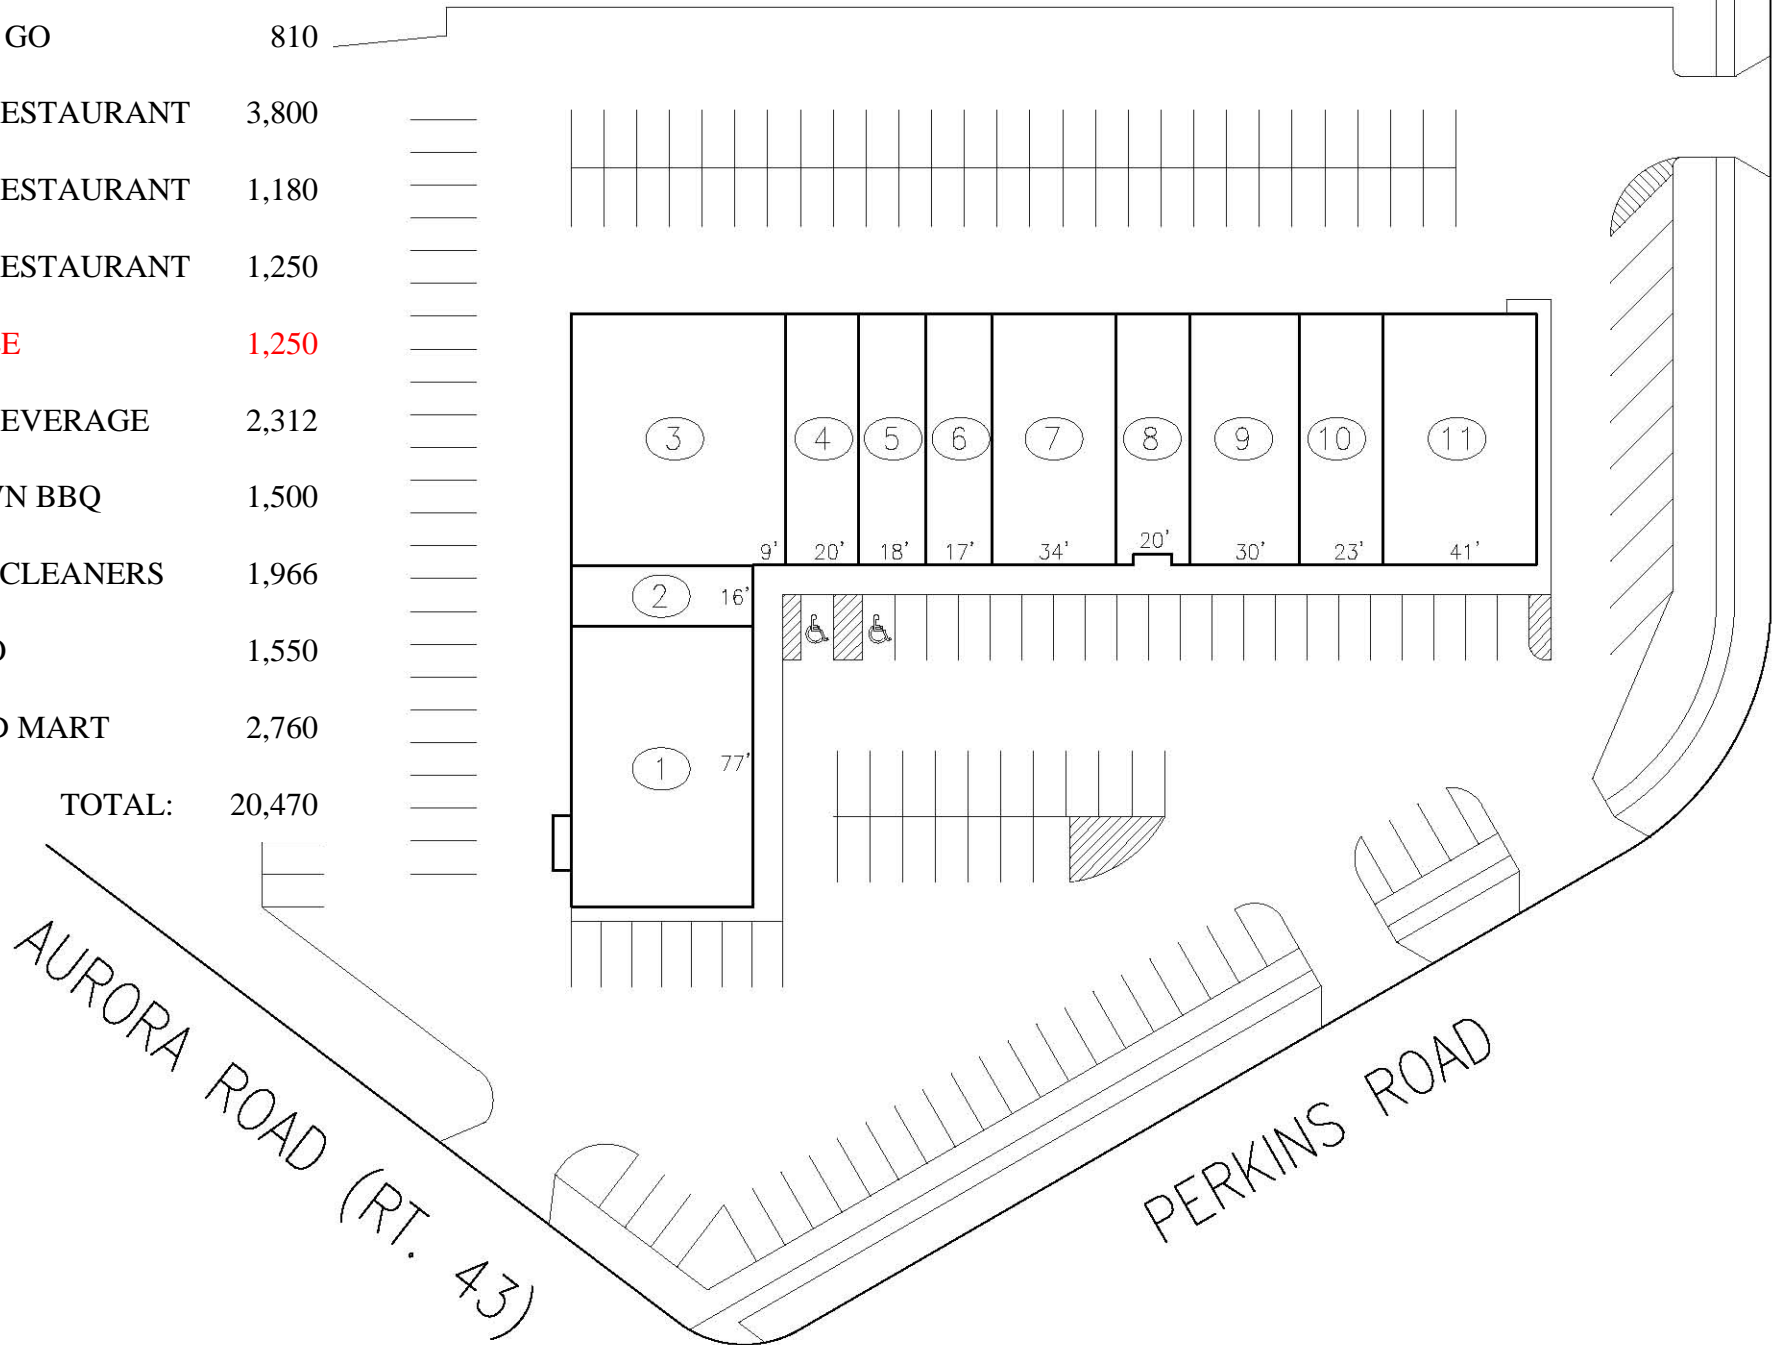 GO 810
ESTAURANT 3,800
ESTAURANT 1,180
ESTAURANT 1,250
E 1,250
EVERAGE 2,312
VN BBQ 1,500
CLEANERS 1,966
1,550
MART 2,760
TOTAL: 20,470
3 4 5 6 7 8 9 10 11
9' 20' 18' 17' 34' 20' 30' 23' 41'
2 16'
1 77'
AURORA ROAD (RT. 43)
PERKINS ROAD